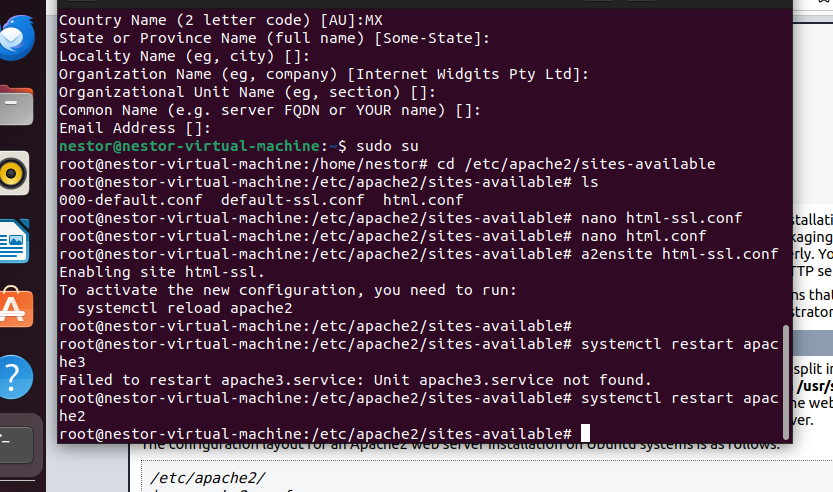 Country Name (2 letter code) [AU]:MX
State or Province Name (full name) [Some-State]:
Locality Name (eg, city) []:
Organization Name (eg, company) [Internet Widgits Pty Ltd]:
Organizational Unit Name (eg, section) []:
Common Name (e.g. server FQDN or YOUR name) []:
Email Address []:
nestor@nestor-virtual-machine:~$ sudo su
root@nestor-virtual-machine:/home/nestor# cd /etc/apache2/sites-available
root@nestor-virtual-machine:/etc/apache2/sites-available# ls
000-default.conf  default-ssl.conf  html.conf
root@nestor-virtual-machine:/etc/apache2/sites-available# nano html-ssl.conf
root@nestor-virtual-machine:/etc/apache2/sites-available# nano html.conf
root@nestor-virtual-machine:/etc/apache2/sites-available# a2ensite html-ssl.conf
Enabling site html-ssl.
To activate the new configuration, you need to run:
  systemctl reload apache2
root@nestor-virtual-machine:/etc/apache2/sites-available#
root@nestor-virtual-machine:/etc/apache2/sites-available# systemctl restart apac
he3
Failed to restart apache3.service: Unit apache3.service not found.
root@nestor-virtual-machine:/etc/apache2/sites-available# systemctl restart apac
he2
root@nestor-virtual-machine:/etc/apache2/sites-available#
The configuration layout for an Apache2 web server installation on Ubuntu systems is as follows:
/etc/apache2/